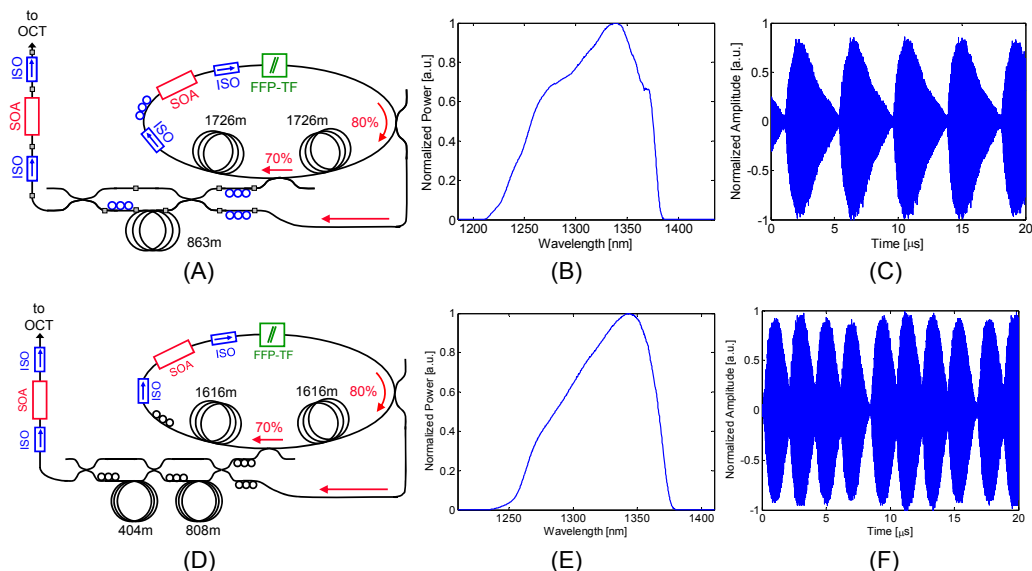 to
OCT
ISO
SOA
ISO
ISO
SOA
ISO
FFP-TF
1726m
1726m
80%
70%
863m
(A)
Normalized Power [a.u.]
1
0.8
0.6
0.4
0.2
0
1200
1250
1300
1350
1400
Wavelength [nm]
(B)
Normalized Amplitude [a.u.]
1
0.5
0
-0.5
-1
0
5
10
15
20
Time [μs]
(C)
to
OCT
ISO
SOA
ISO
ISO
SOA
ISO
FFP-TF
1616m
1616m
80%
70%
404m
808m
(D)
Normalized Power [a.u.]
1
0.8
0.6
0.4
0.2
0
1250
1300
1350
1400
Wavelength [nm]
(E)
Normalized Amplitude [a.u.]
1
0.5
0
-0.5
-1
0
5
10
15
20
Time [μs]
(F)